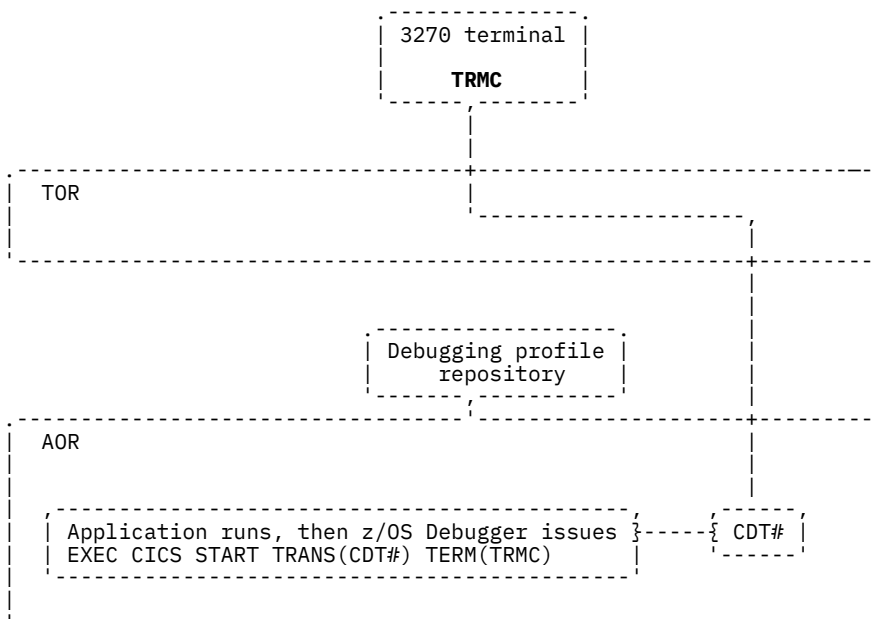 3270 terminal
TRMC
TOR
Debugging profile
repository
AOR
Application runs, then z/OS Debugger issues
EXEC CICS START TRANS(CDT#) TERM(TRMC)
CDT#